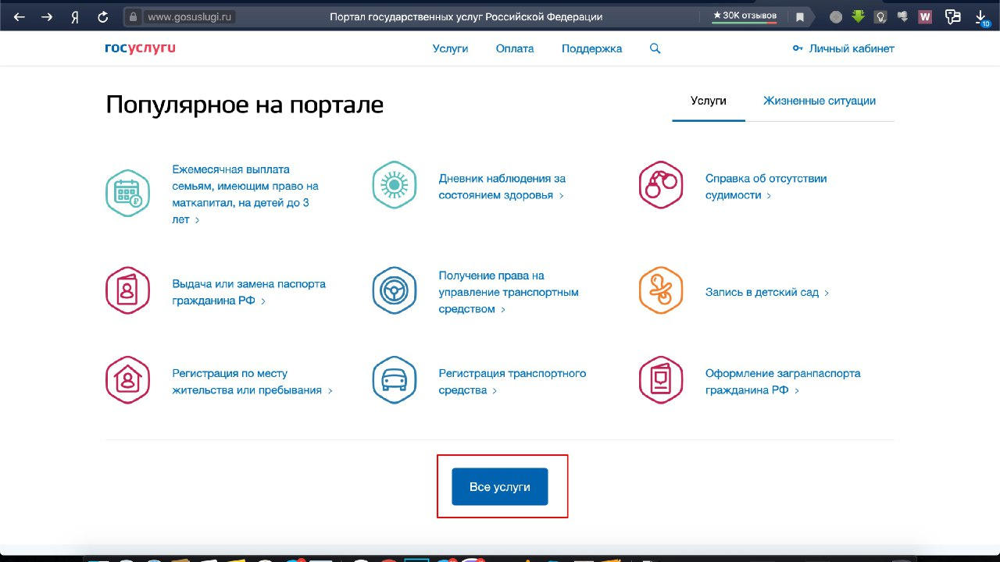 Я www.gosuslugi.ru Портал государственных услуг Российской Федерации ★ 30K отзывов W 10
госуслуги Услуги Оплата Поддержка Личный кабинет
Популярное на портале
Услуги Жизненные ситуации
Ежемесячная выплата
семьям, имеющим право на
маткапитал, на детей до 3
лет >
Дневник наблюдения за
состоянием здоровья >
Справка об отсутствии
судимости >
Выдача или замена паспорта
гражданина РФ >
Получение права на
управление транспортным
средством >
Запись в детский сад >
Регистрация по месту
жительства или пребывания >
Регистрация транспортного
средства >
Оформление загранпаспорта
гражданина РФ >
Все услуги